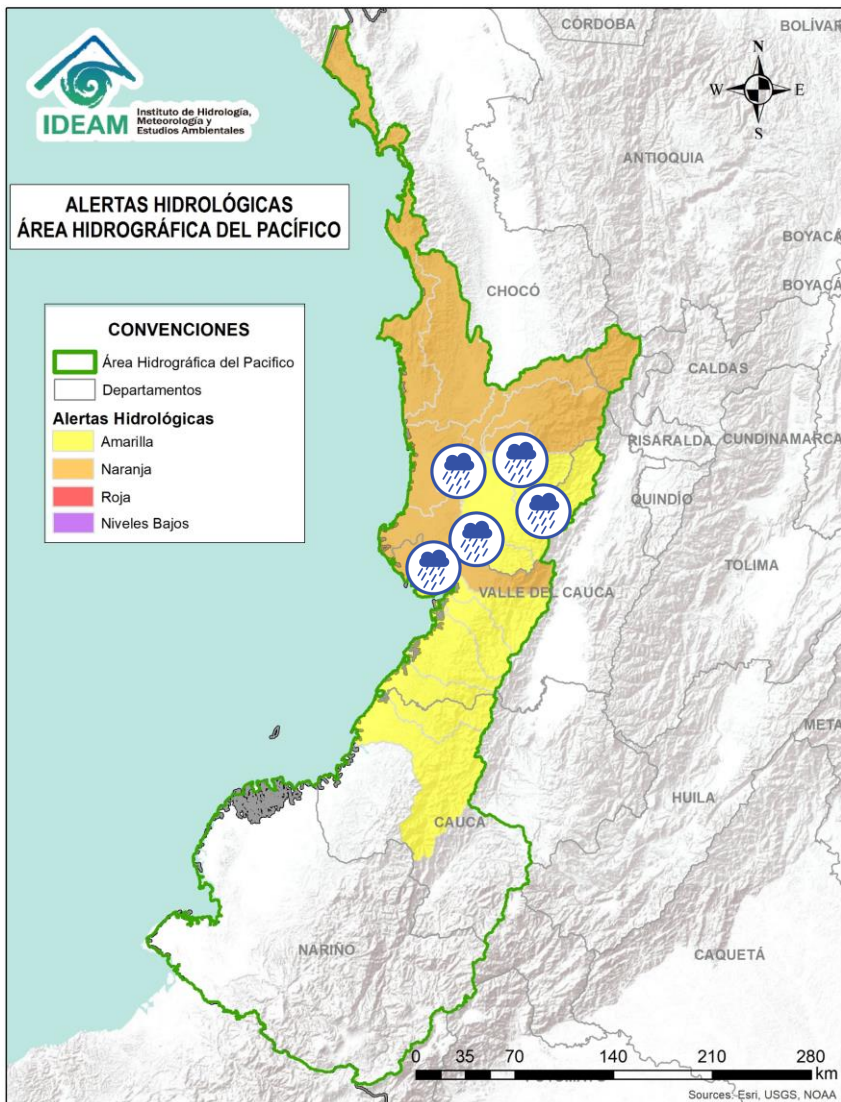 IDEAM
Instituto de Hidrología,
Meteorología y
Estudios Ambientales
ALERTAS HIDROLÓGICAS
ÁREA HIDROGRÁFICA DEL PACÍFICO
CONVENCIONES
Área Hidrográfica del Pacifico
Departamentos
Alertas Hidrológicas
Amarilla
Naranja
Roja
Niveles Bajos
CÓRDOBA
BOLÍVAR
N
W
E
S
ANTIOQUIA
BOYACÁ
BOYACÁ
CHOCÓ
CALDAS
RISARALDA
CUNDINAMARCA
QUINDÍO
TOLIMA
VALLE DEL CAUCA
META
HUILA
CAUCA
NARIÑO
CAQUETÁ
0 35 70 140 210 280
km
Sources: Esri, USGS, NOAA